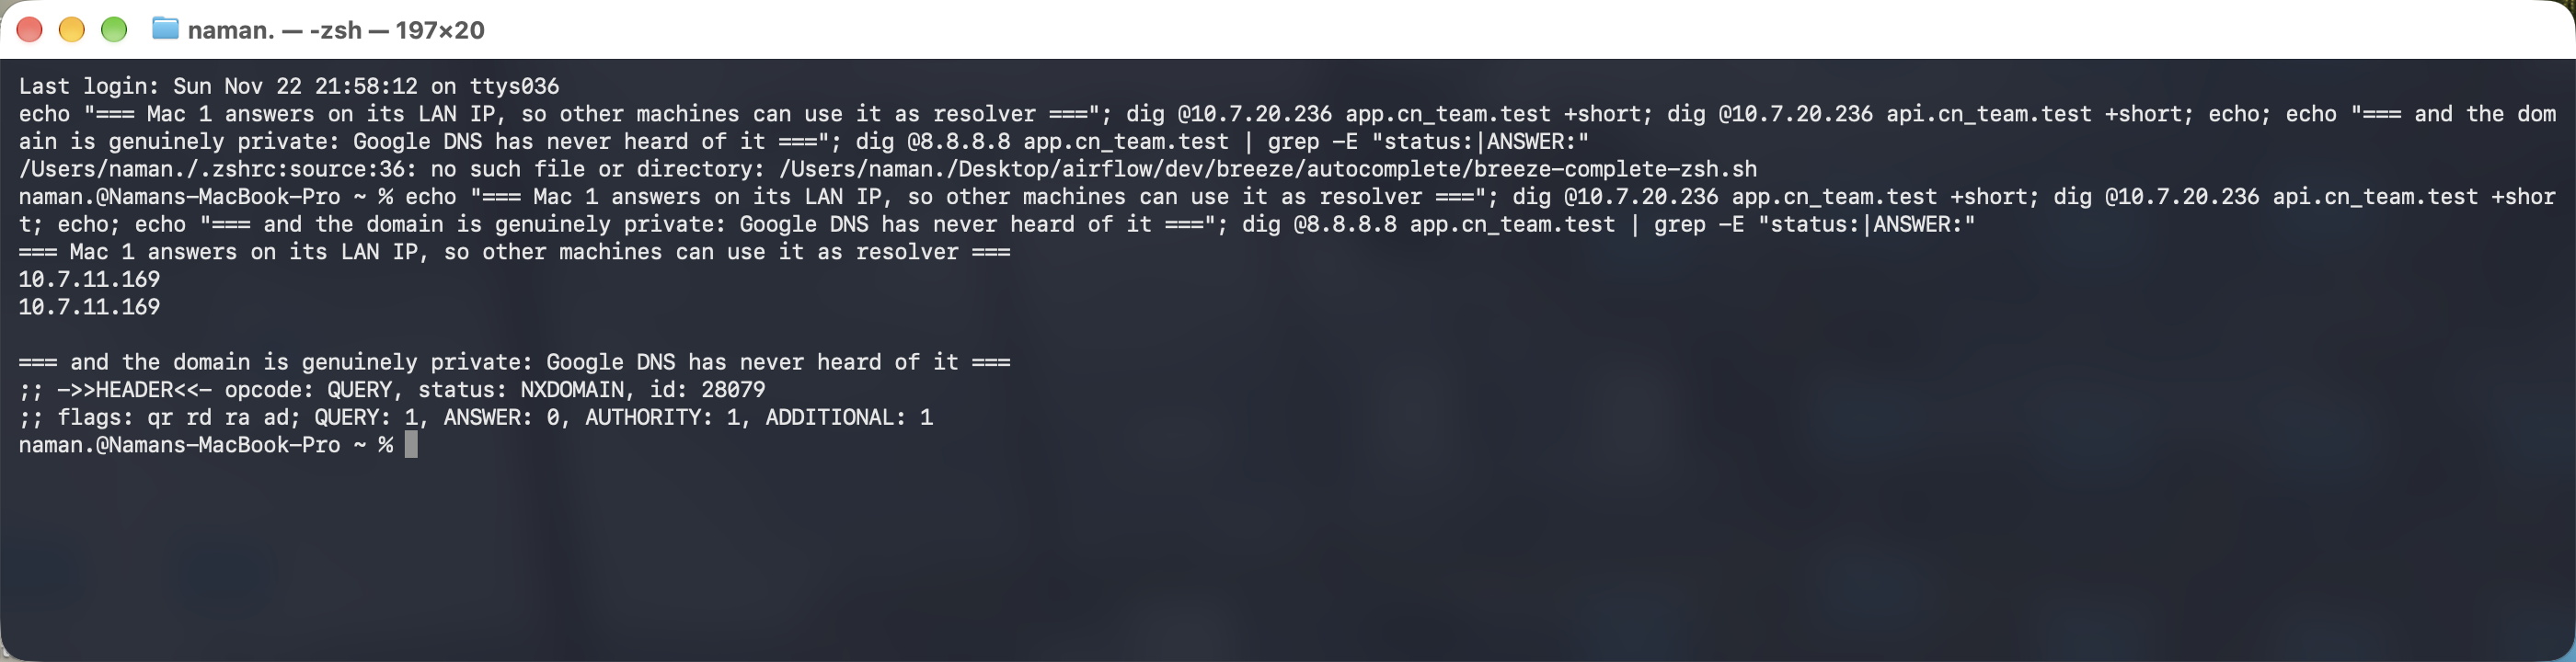 naman. — -zsh — 197×20
Last login: Sun Nov 22 21:58:12 on ttys036
echo "=== Mac 1 answers on its LAN IP, so other machines can use it as resolver ==="; dig @10.7.20.236 app.cn_team.test +short; dig @10.7.20.236 api.cn_team.test +short; echo; echo "=== and the dom
ain is genuinely private: Google DNS has never heard of it ==="; dig @8.8.8.8 app.cn_team.test | grep -E "status:|ANSWER:"
/Users/naman./.zshrc:source:36: no such file or directory: /Users/naman./Desktop/airflow/dev/breeze/autocomplete/breeze-complete-zsh.sh
naman.@Namans-MacBook-Pro ~ % echo "=== Mac 1 answers on its LAN IP, so other machines can use it as resolver ==="; dig @10.7.20.236 app.cn_team.test +short; dig @10.7.20.236 api.cn_team.test +shor
t; echo; echo "=== and the domain is genuinely private: Google DNS has never heard of it ==="; dig @8.8.8.8 app.cn_team.test | grep -E "status:|ANSWER:"
=== Mac 1 answers on its LAN IP, so other machines can use it as resolver ===
10.7.11.169
10.7.11.169

=== and the domain is genuinely private: Google DNS has never heard of it ===
;; ->>HEADER<<- opcode: QUERY, status: NXDOMAIN, id: 28079
;; flags: qr rd ra ad; QUERY: 1, ANSWER: 0, AUTHORITY: 1, ADDITIONAL: 1
naman.@Namans-MacBook-Pro ~ %